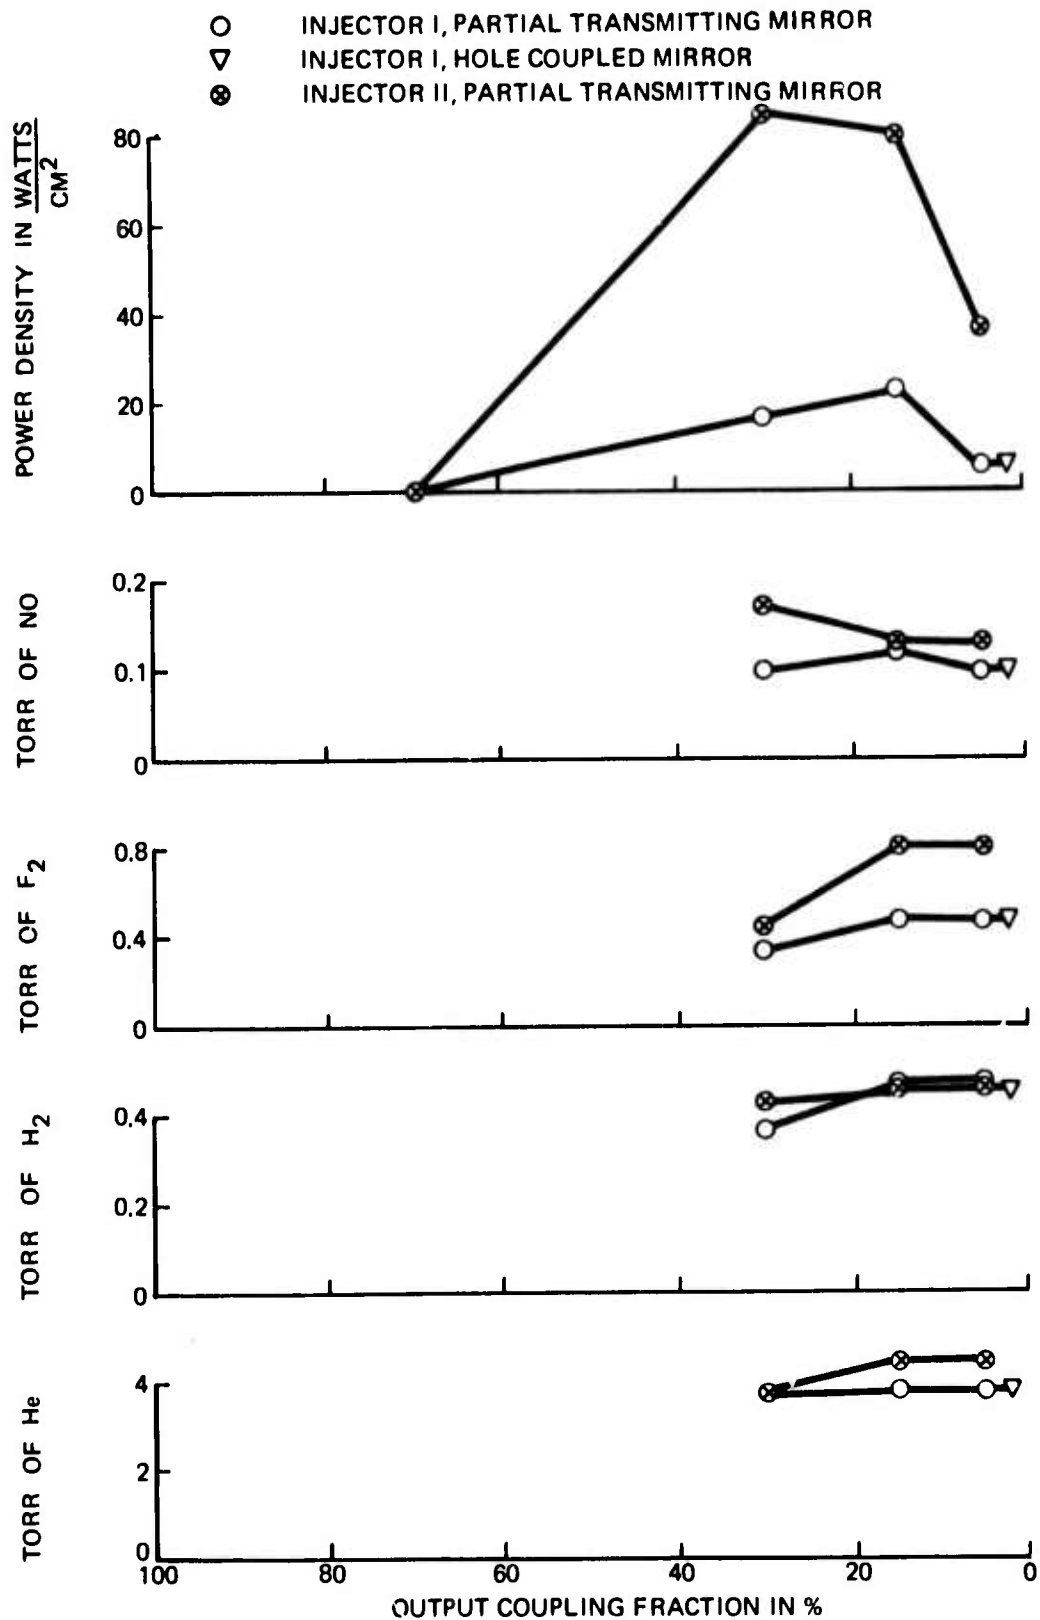 INJECTOR I, PARTIAL TRANSMITTING MIRROR
INJECTOR I, HOLE COUPLED MIRROR
INJECTOR II, PARTIAL TRANSMITTING MIRROR
POWER DENSITY IN WATTS
CM2
80
60
40
20
0
TORR OF NO
0.2
0.1
0
TORR OF F2
0.8
0.4
0
TORR OF H2
0.4
0.2
0
TORR OF He
4
2
0
100 80 60 40 20 0
OUTPUT COUPLING FRACTION IN %